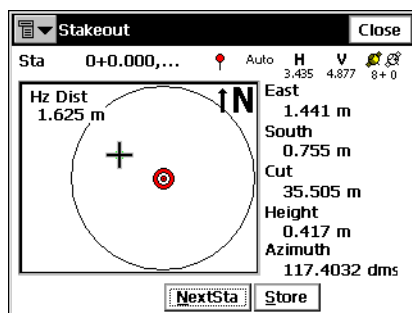 Stakeout Close
Sta 0+0.000,... Auto H V
3.435 4.877 8+0
Hz Dist
1.625 m
N
East
1.441 m
South
0.755 m
Cut
35.505 m
Height
0.417 m
Azimuth
117.4032 dms
NextSta Store